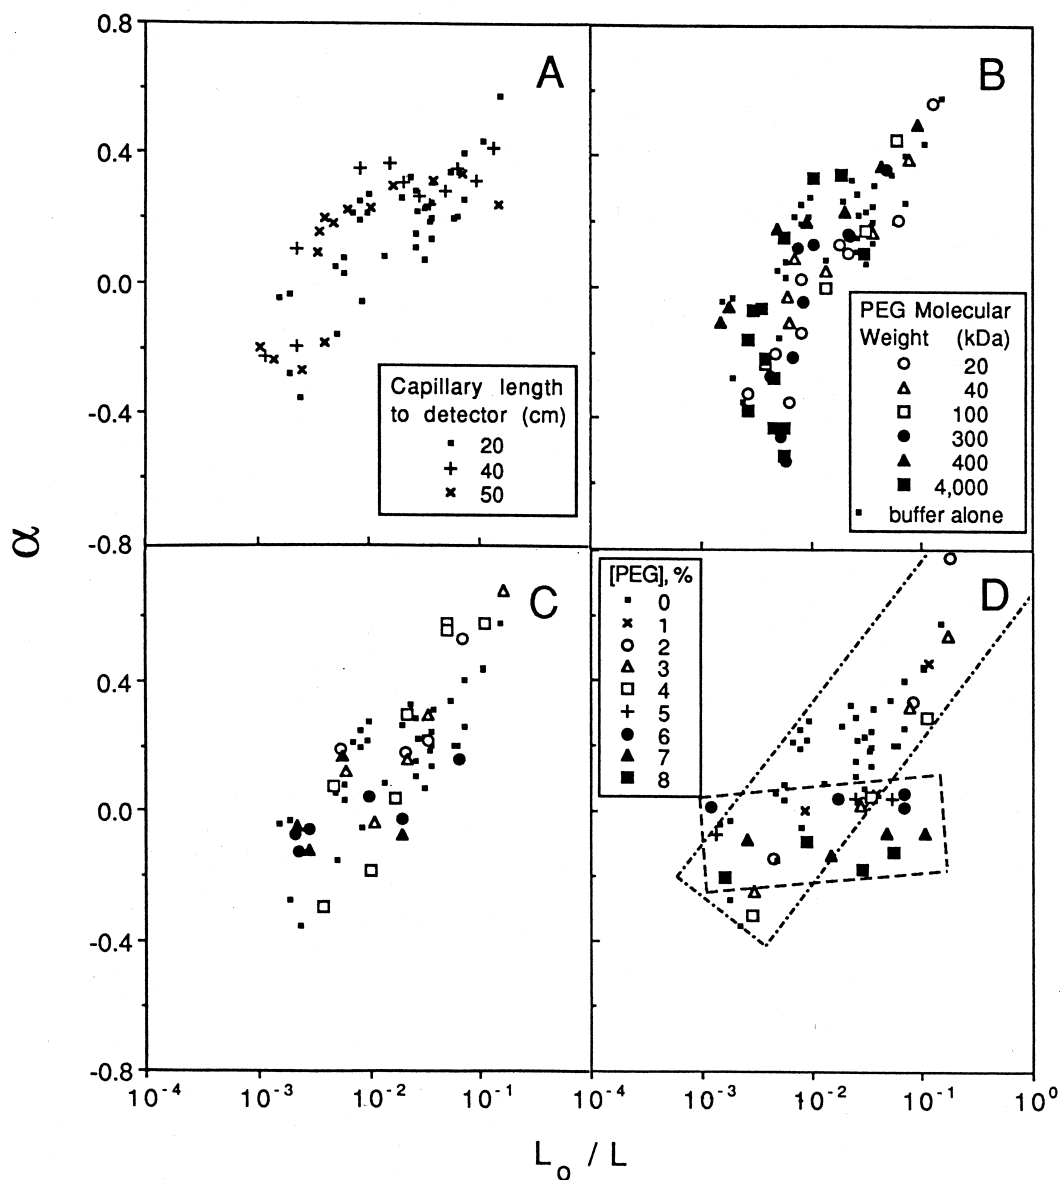 0.8
A
B
0.4
0.0
-0.4
-0.8
Capillary length
to detector (cm)
20
40
50
PEG Molecular
Weight (kDa)
20
40
100
300
400
4,000
buffer alone
α
C
D
0.4
0.0
-0.4
-0.8
[PEG], %
0
1
2
3
4
5
6
7
8
10⁻⁴ 10⁻³ 10⁻² 10⁻¹ 10⁻⁴ 10⁻³ 10⁻² 10⁻¹ 10⁰
L₀ / L